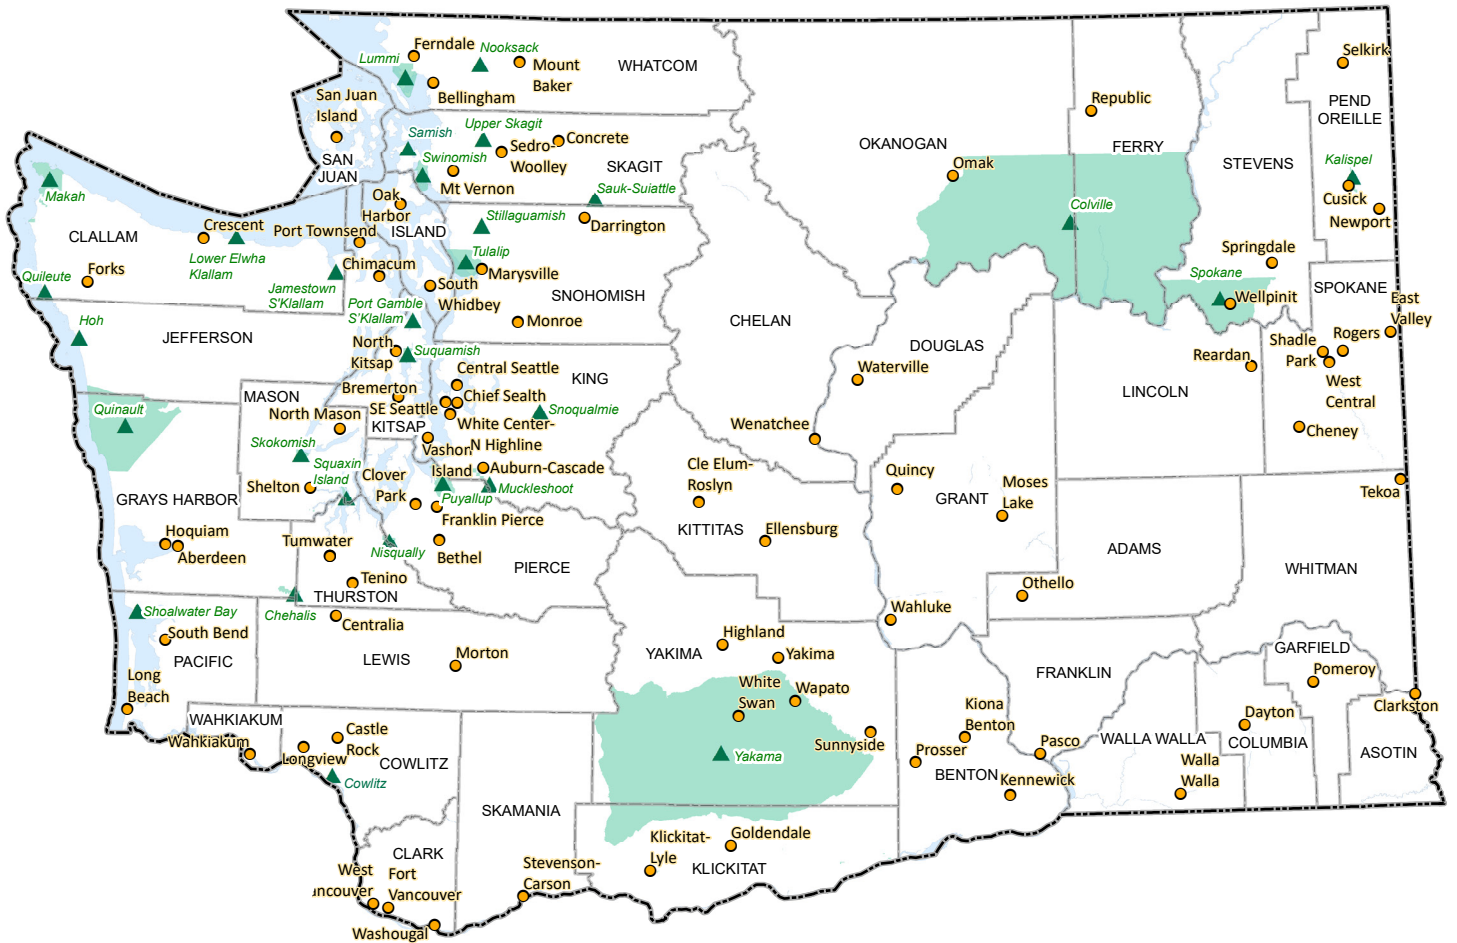 Ferndale
Nooksack
Lummi
Mount
Baker
WHATCOM
Bellingham
San Juan
Island
SAN
JUAN
Samish
Upper Skagit
Concrete
Sedro-
Woolley
SKAGIT
Swinomish
Mt Vernon
Sauk-Suiattle
Makah
Oak
Harbor
ISLAND
Stillaguamish
Darrington
CLALLAM
Crescent
Port Townsend
Lower Elwha
Klallam
Forks
Quileute
Jamestown
S'Klallam
Chimacum
Tulalip
Marysville
South
Whidbey
SNOHOMISH
Port Gamble
S'Klallam
Monroe
Hoh
JEFFERSON
North
Kitsap
Suquamish
Central Seattle
KING
Bremerton
Chief Sealth
SE Seattle
White Center-
N Highline
Snoqualmie
KITSAP
MASON
North Mason
Quinault
Skokomish
Squaxin
Island
Vashon
Island
Auburn-Cascade
Muckleshoot
Clover
Park
Puyallup
Franklin Pierce
Shelton
GRAYS HARBOR
Hoquiam
Aberdeen
Tumwater
Nisqually
Bethel
PIERCE
Tenino
THURSTON
Chehalis
Centralia
Shoalwater Bay
South Bend
PACIFIC
LEWIS
Morton
Long
Beach
WAHKIAKUM
Wahkiakum
Castle
Rock
Longview
COWLITZ
Cowlitz
SKAMANIA
CLARK
West
ncouver
Fort
Vancouver
Washougal
Stevenson-
Carson
OKANOGAN
Omak
Republic
FERRY
Colville
STEVENS
Selkirk
PEND
OREILLE
Kalispel
Cusick
Newport
Springdale
Spokane
Wellpinit
SPOKANE
East
Valley
Rogers
Shadle
Park
West
Central
Reardan
Cheney
LINCOLN
CHELAN
DOUGLAS
Waterville
Wenatchee
Cle Elum-
Roslyn
KITTITAS
Ellensburg
Quincy
GRANT
Moses
Lake
ADAMS
Othello
Wahluke
Tekoa
WHITMAN
Highland
YAKIMA
Yakima
White
Swan
Wapato
Yakama
Sunnyside
Klickitat-
Lyle
Goldendale
KLICKITAT
Kiona
Benton
Prosser
BENTON
Kennewick
Pasco
FRANKLIN
WALLA WALLA
Walla
Walla
Dayton
COLUMBIA
GARFIELD
Pomeroy
Clarkston
ASOTIN